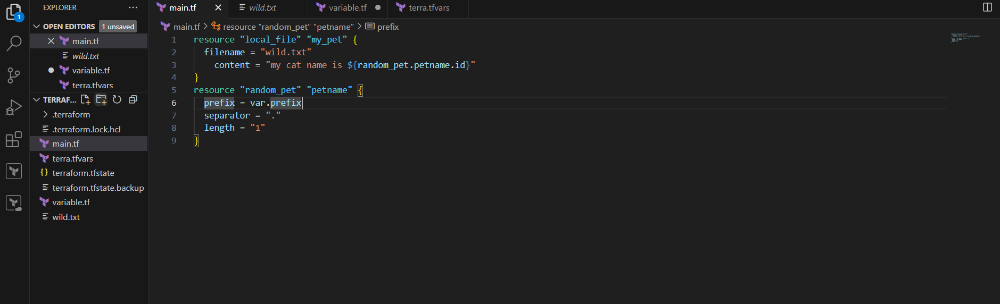 EXPLORER
OPEN EDITORS 1 unsaved
main.tf
wild.txt
variable.tf
terra.tfvars
TERRAF...
.terraform
.terraform.lock.hcl
main.tf
terra.tfvars
{} terraform.tfstate
terraform.tfstate.backup
variable.tf
wild.txt
1
main.tf wild.txt variable.tf terra.tfvars
main.tf > resource "random_pet" "petname" > prefix
1 resource "local_file" "my_pet" {
2 filename = "wild.txt"
3 content = "my cat name is ${random_pet.petname.id}"
4 }
5 resource "random_pet" "petname" {
6 prefix = var.prefix
7 separator = "."
8 length = "1"
9 }